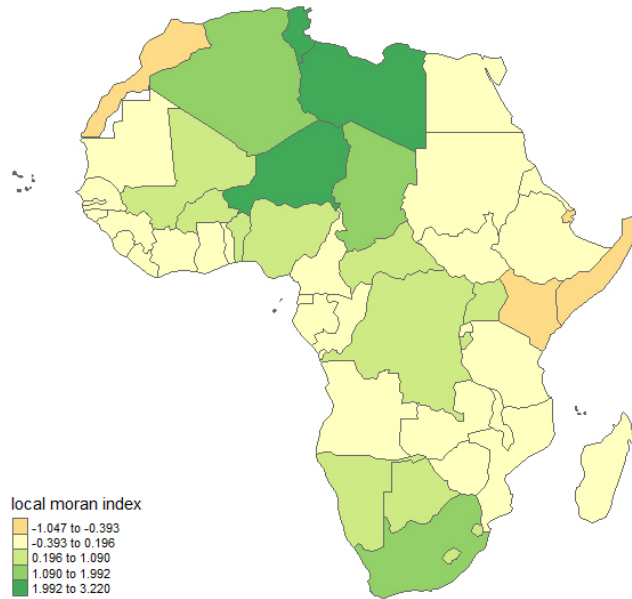 local moran index
-1.047 to -0.393
-0.393 to 0.196
0.196 to 1.090
1.090 to 1.992
1.992 to 3.220